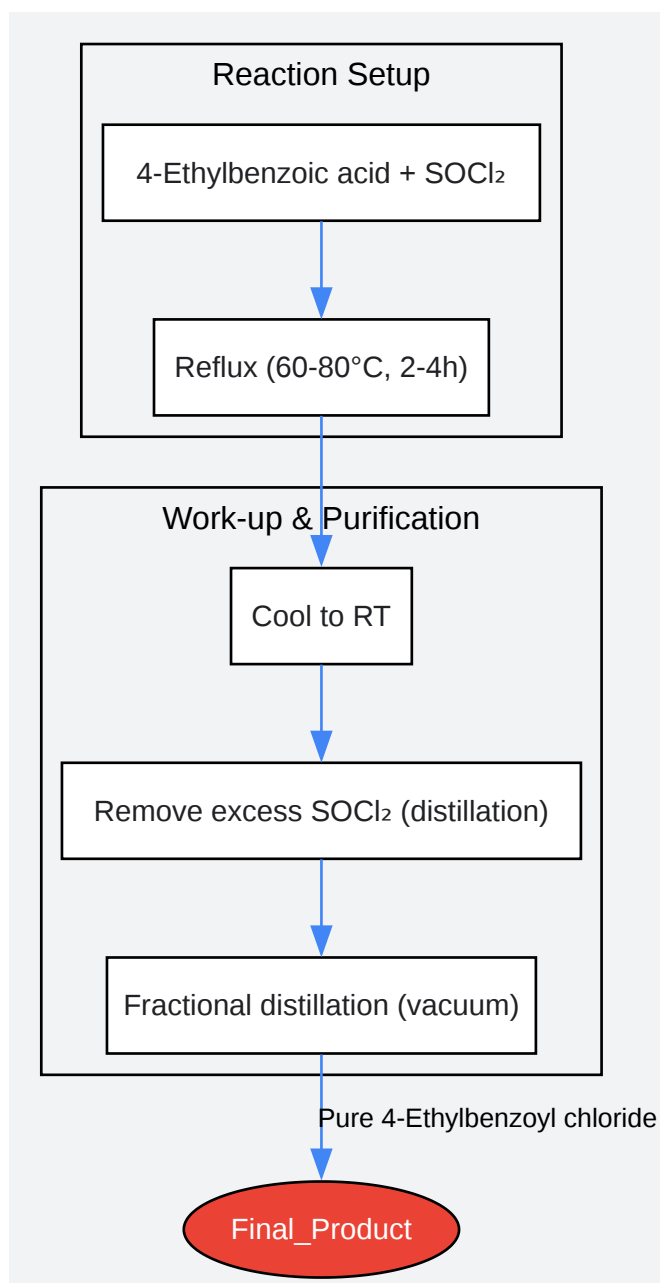 Reaction Setup
4-Ethylbenzoic acid + SOCl₂
Reflux (60-80°C, 2-4h)
Work-up & Purification
Cool to RT
Remove excess SOCl₂ (distillation)
Fractional distillation (vacuum)
Pure 4-Ethylbenzoyl chloride
Final_Product